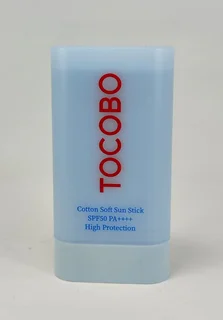 TOCOBO
Cotton Soft Sun Stick
SPF50 PA++++
High Protection